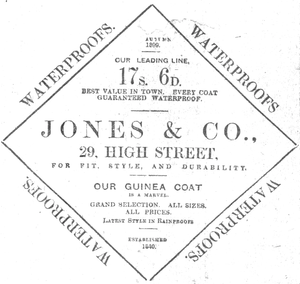 WATERPROOFS.
WATERPROOFS.
AUTUMN,
1899.
OUR LEADING LINE,
17s. 6D.
BEST VALUE IN TOWN. EVERY COAT
GUARANTEED WATERPROOF.
JONES & CO.,
29, HIGH STREET,
FOR FIT, STYLE, AND DURABILITY.
OUR GUINEA COAT
IS A MARVEL.
GRAND SELECTION. ALL SIZES.
ALL PRICES.
LATEST STYLE IN RAINPROOFS
ESTABLISHED
WATERPROOFS.
WATERPROOFS.